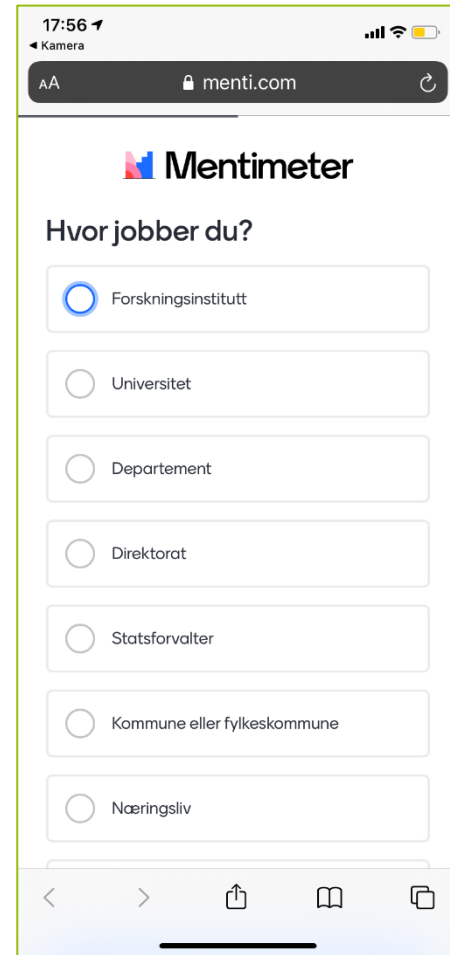 17:56
Kamera
AA menti.com
Mentimeter
Hvor jobber du?
Forskningsinstitutt
Universitet
Departement
Direktorat
Statsforvalter
Kommune eller fylkeskommune
Næringsliv